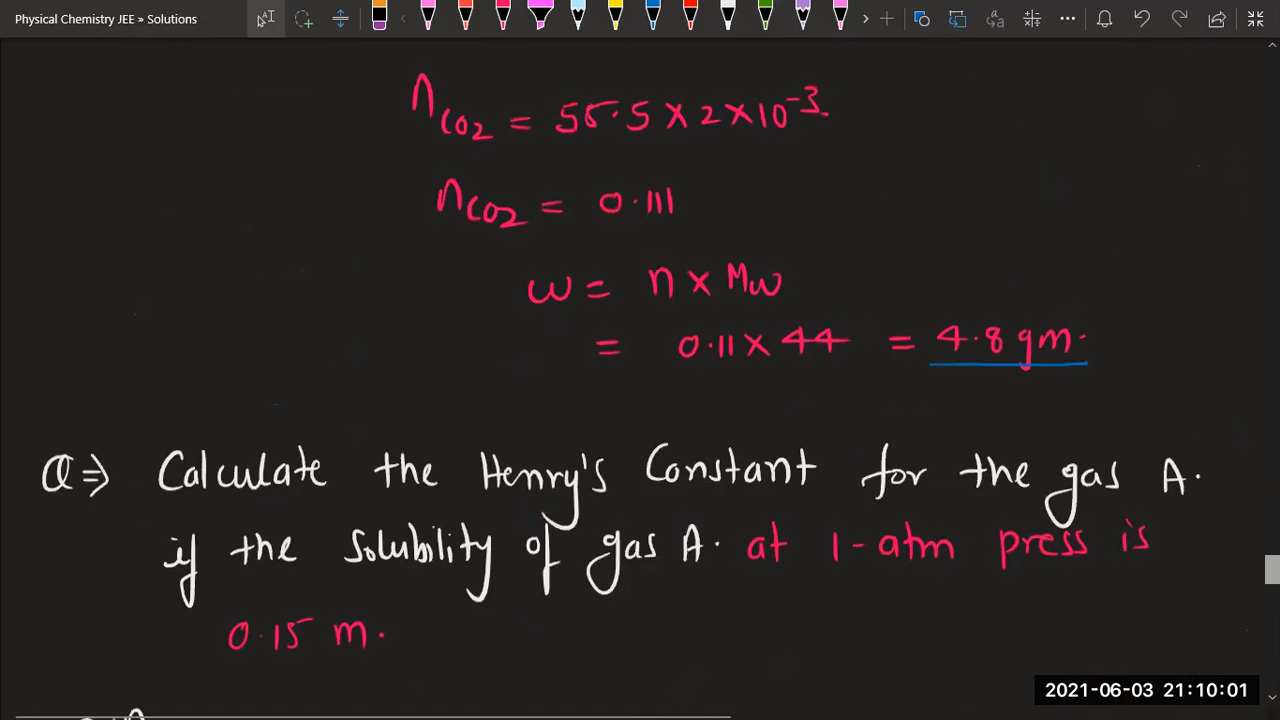 Physical Chemistry JEE » Solutions
nCO2 = 55.5 × 2 × 10⁻³.
nCO2 = 0.111
w = n × Mw
= 0.11 × 44 = 4.8 gm.
Q⇒ Calculate the Henry's Constant for the gas A.
if the solubility of gas A. at 1-atm press is
0.15 m.
2021-06-03 21:10:01